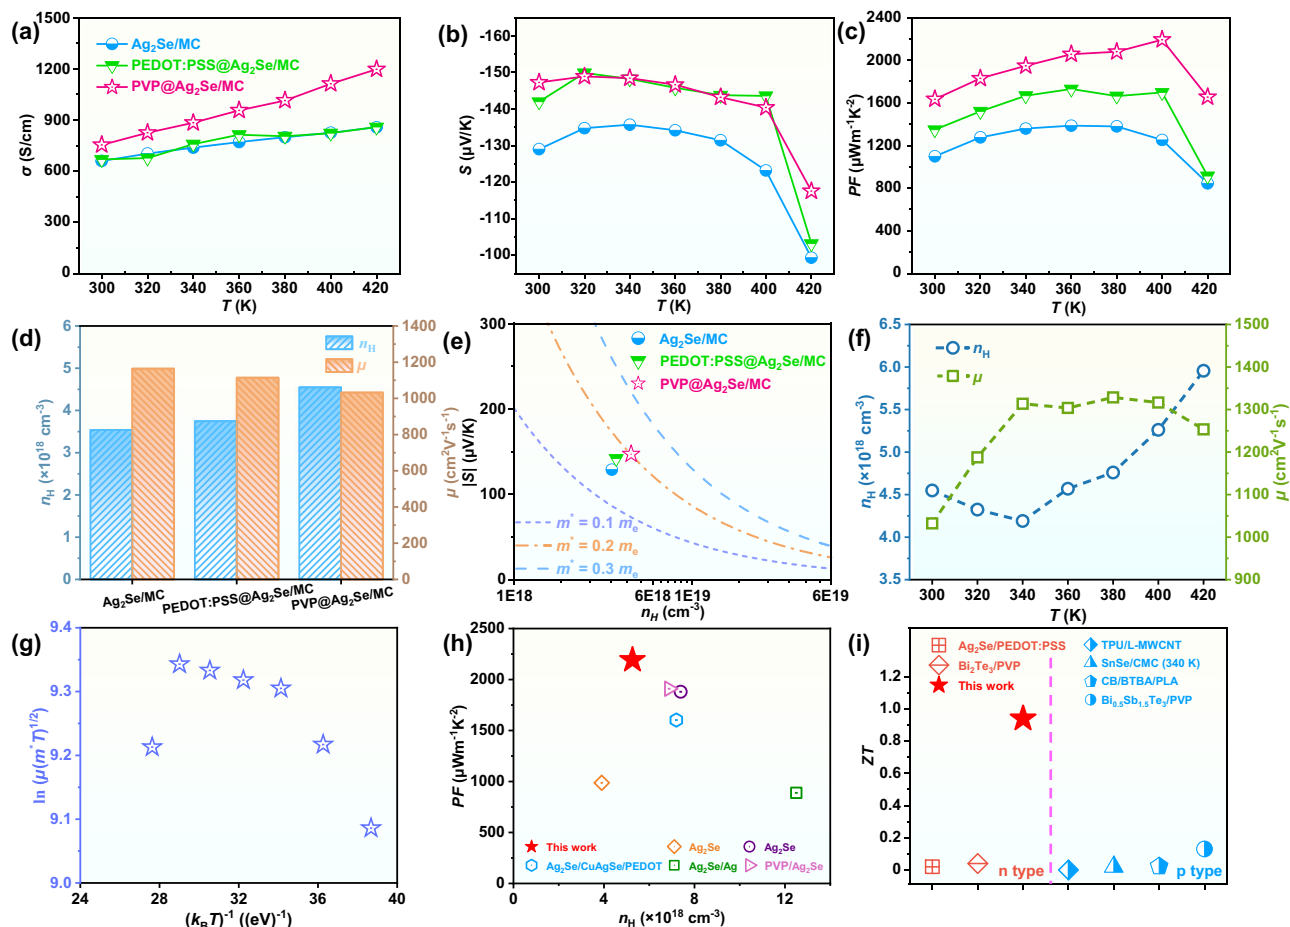 (a)
1500
1200
900
600
300
0
σ (S/cm)
Ag₂Se/MC
PEDOT:PSS@Ag₂Se/MC
PVP@Ag₂Se/MC
300 320 340 360 380 400 420
T (K)
(b)
-160
-150
-140
-130
-120
-110
-100
S (μV/K)
300 320 340 360 380 400 420
T (K)
(c)
2400
2000
1600
1200
800
400
0
PF (μWm⁻¹K⁻²)
300 320 340 360 380 400 420
T (K)
(d)
6
5
4
3
2
1
0
n_H (×10¹⁸ cm⁻³)
n_H
μ
1400
1200
1000
800
600
400
200
0
μ (cm²V⁻¹s⁻¹)
Ag₂Se/MC
PEDOT:PSS@Ag₂Se/MC
PVP@Ag₂Se/MC
(e)
300
200
100
0
|S| (μV/K)
Ag₂Se/MC
PEDOT:PSS@Ag₂Se/MC
PVP@Ag₂Se/MC
m* = 0.1 mₑ
m* = 0.2 mₑ
m* = 0.3 mₑ
1E18 6E18 1E19 6E19
n_H (cm⁻³)
(f)
6.5
6.0
5.5
5.0
4.5
4.0
3.5
n_H (×10¹⁸ cm⁻³)
n_H
μ
1500
1400
1300
1200
1100
1000
900
μ (cm²V⁻¹s⁻¹)
300 320 340 360 380 400 420
T (K)
(g)
9.4
9.3
9.2
9.1
9.0
ln (μ(m*T)^1/2)
24 28 32 36 40
(k_BT)⁻¹ ((eV)⁻¹)
(h)
2500
2000
1500
1000
500
0
PF (μWm⁻¹K⁻²)
This work
Ag₂Se
Ag₂Se
Ag₂Se/CuAgSe/PEDOT
Ag₂Se/Ag
PVP/Ag₂Se
0 4 8 12
n_H (×10¹⁸ cm⁻³)
(i)
Ag₂Se/PEDOT:PSS
Bi₂Te₃/PVP
This work
TPU/L-MWCNT
SnSe/CMC (340 K)
CB/BTBA/PLA
Bi₀.₅Sb₁.₅Te₃/PVP
1.2
1.0
0.8
0.6
0.4
0.2
0
ZT
n type
p type